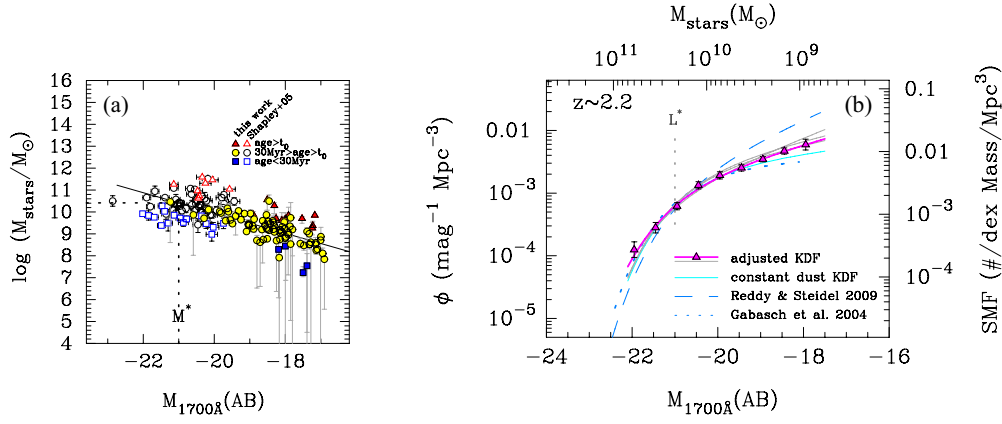 M_stars(M_⊙)
10^11 10^10 10^9
16
15
14
13
12
11
10
9
8
7
6
5
4
log (M_stars/M_⊙)
(a)
this work
Shapley+05
age>t_0
30Myr>age>t_0
age<30Myr
M*
−22 −20 −18
M_1700Å(AB)
z~2.2
(b)
L*
0.01
10^−3
10^−4
10^−5
ϕ (mag^−1 Mpc^−3)
adjusted KDF
constant dust KDF
Reddy & Steidel 2009
Gabasch et al. 2004
0.1
0.01
10^−3
10^−4
SMF (#/dex Mass/Mpc^3)
−24 −22 −20 −18 −16
M_1700Å(AB)